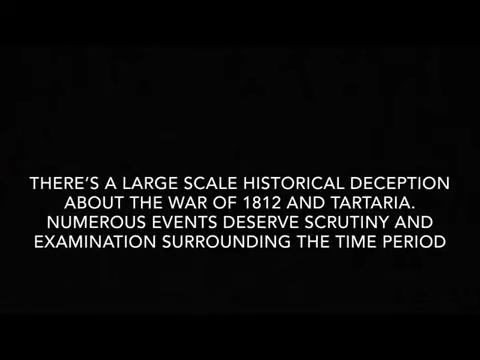 THERE'S A LARGE SCALE HISTORICAL DECEPTION
ABOUT THE WAR OF 1812 AND TARTARIA.
NUMEROUS EVENTS DESERVE SCRUTINY AND
EXAMINATION SURROUNDING THE TIME PERIOD